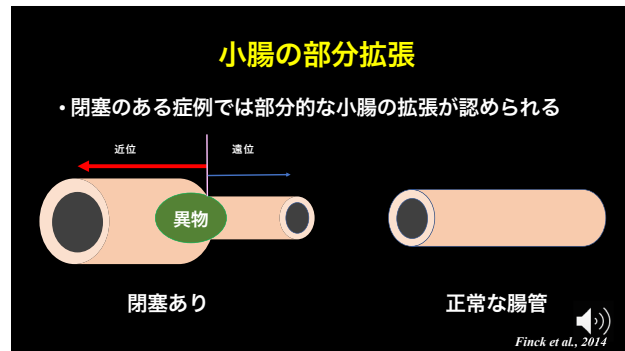 小腸の部分拡張
・閉塞のある症例では部分的な小腸の拡張が認められる
近位
遠位
異物
閉塞あり
正常な腸管
Finck et al., 2014